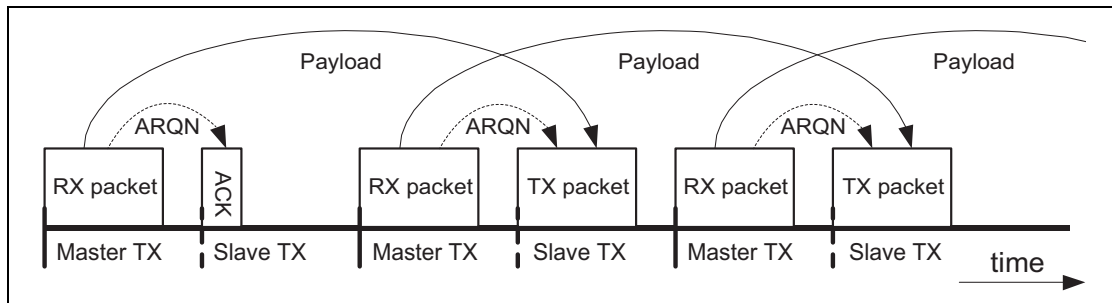 Payload
Payload
Payload
ARQN
ARQN
ARQN
RX packet
ACK
RX packet
TX packet
RX packet
TX packet
Master TX
Slave TX
Master TX
Slave TX
Master TX
Slave TX
time